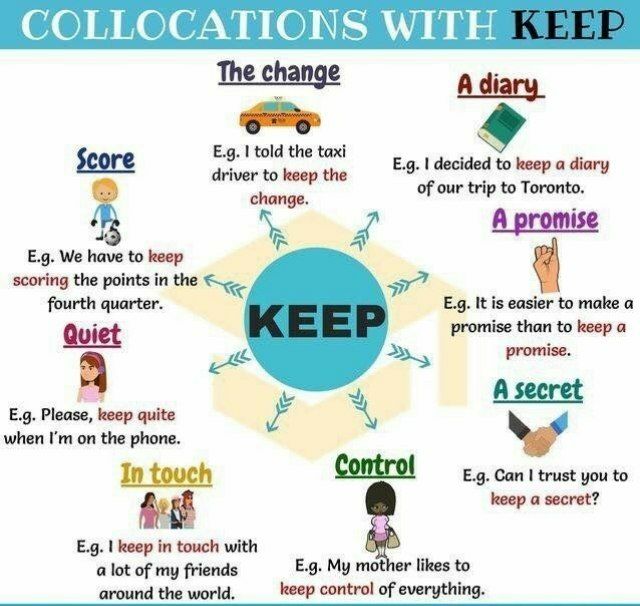 COLLOCATIONS WITH KEEP
The change
E.g. I told the taxi
driver to keep the
change.
A diary
E.g. I decided to keep a diary
of our trip to Toronto.
Score
E.g. We have to keep
scoring the points in the
fourth quarter.
A promise
E.g. It is easier to make a
promise than to keep a
promise.
KEEP
Quiet
E.g. Please, keep quite
when I'm on the phone.
A secret
E.g. Can I trust you to
keep a secret?
In touch
E.g. I keep in touch with
a lot of my friends
around the world.
Control
E.g. My mother likes to
keep control of everything.